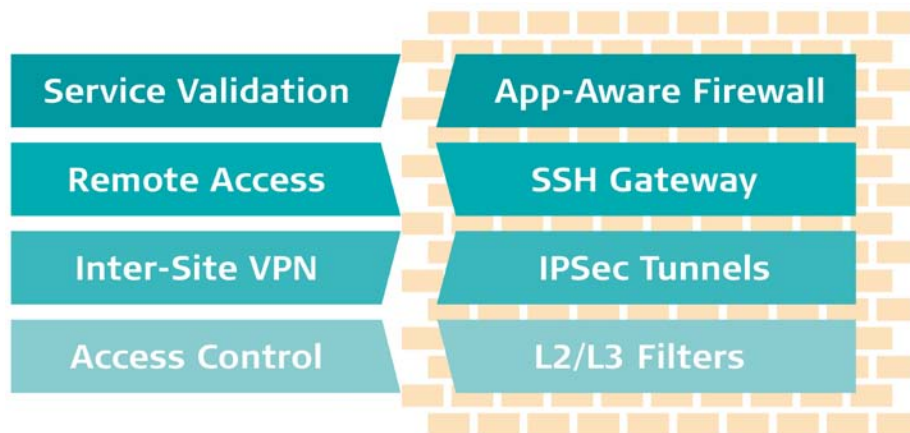 Service Validation
App-Aware Firewall
Remote Access
SSH Gateway
Inter-Site VPN
IPSec Tunnels
Access Control
L2/L3 Filters